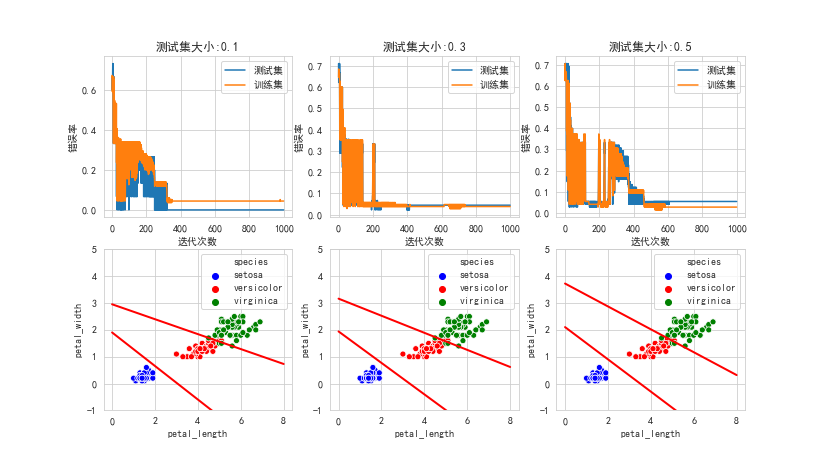 测试集大小:0.1
测试集
训练集
错误率
0.6
0.4
0.2
0.0
0 200 400 600 800 1000
迭代次数
测试集大小:0.3
测试集
训练集
错误率
0.7
0.6
0.5
0.4
0.3
0.2
0.1
0.0
0 200 400 600 800 1000
迭代次数
测试集大小:0.5
测试集
训练集
错误率
0.7
0.6
0.5
0.4
0.3
0.2
0.1
0.0
0 200 400 600 800 1000
迭代次数
species
setosa
versicolor
virginica
petal_width
5
4
3
2
1
0
-1
0 2 4 6 8
petal_length
species
setosa
versicolor
virginica
petal_width
5
4
3
2
1
0
-1
0 2 4 6 8
petal_length
species
setosa
versicolor
virginica
petal_width
5
4
3
2
1
0
-1
0 2 4 6 8
petal_length